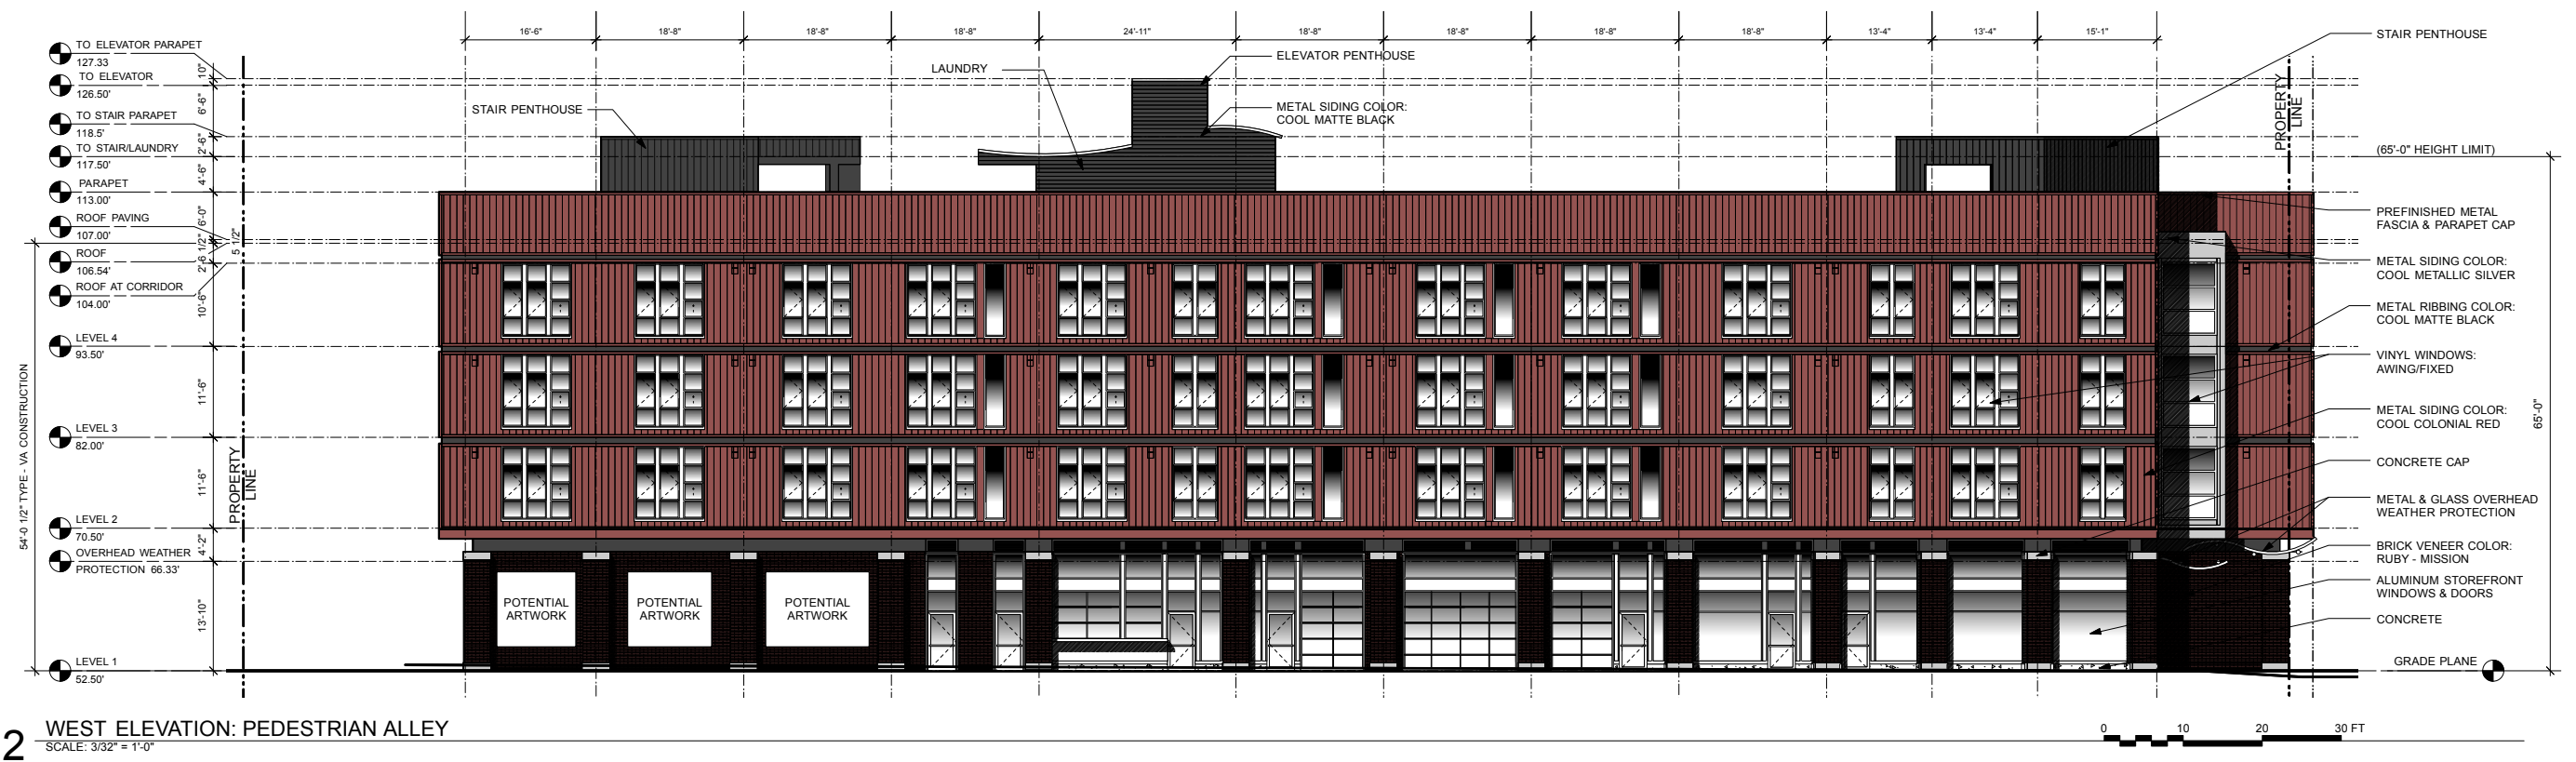 16'-6"
18'-8"
18'-8"
18'-8"
24'-11"
18'-8"
18'-8"
18'-8"
18'-8"
13'-4"
13'-4"
15'-1"
TO ELEVATOR PARAPET
127.33
TO ELEVATOR
126.50'
TO STAIR PARAPET
118.5'
TO STAIR/LAUNDRY
117.50'
PARAPET
113.00'
ROOF PAVING
107.00'
ROOF
106.54'
ROOF AT CORRIDOR
104.00'
LEVEL 4
93.50'
LEVEL 3
82.00'
LEVEL 2
70.50'
OVERHEAD WEATHER
PROTECTION 66.33'
LEVEL 1
52.50'
10"
6'-6"
2'-6"
4'-6"
6'-0"
5 1/2"
2'-6 1/2"
10'-6"
11'-6"
11'-6"
4'-2"
13'-10"
54'-0 1/2" TYPE - VA CONSTRUCTION
PROPERTY
LINE
STAIR PENTHOUSE
LAUNDRY
ELEVATOR PENTHOUSE
METAL SIDING COLOR:
COOL MATTE BLACK
POTENTIAL
ARTWORK
POTENTIAL
ARTWORK
POTENTIAL
ARTWORK
PROPERTY
LINE
STAIR PENTHOUSE
(65'-0" HEIGHT LIMIT)
PREFINISHED METAL
FASCIA & PARAPET CAP
METAL SIDING COLOR:
COOL METALLIC SILVER
METAL RIBBING COLOR:
COOL MATTE BLACK
VINYL WINDOWS:
AWING/FIXED
METAL SIDING COLOR:
COOL COLONIAL RED
CONCRETE CAP
METAL & GLASS OVERHEAD
WEATHER PROTECTION
BRICK VENEER COLOR:
RUBY - MISSION
ALUMINUM STOREFRONT
WINDOWS & DOORS
CONCRETE
GRADE PLANE
65'-0"
2
WEST ELEVATION: PEDESTRIAN ALLEY
SCALE: 3/32" = 1'-0"
0 10 20 30 FT